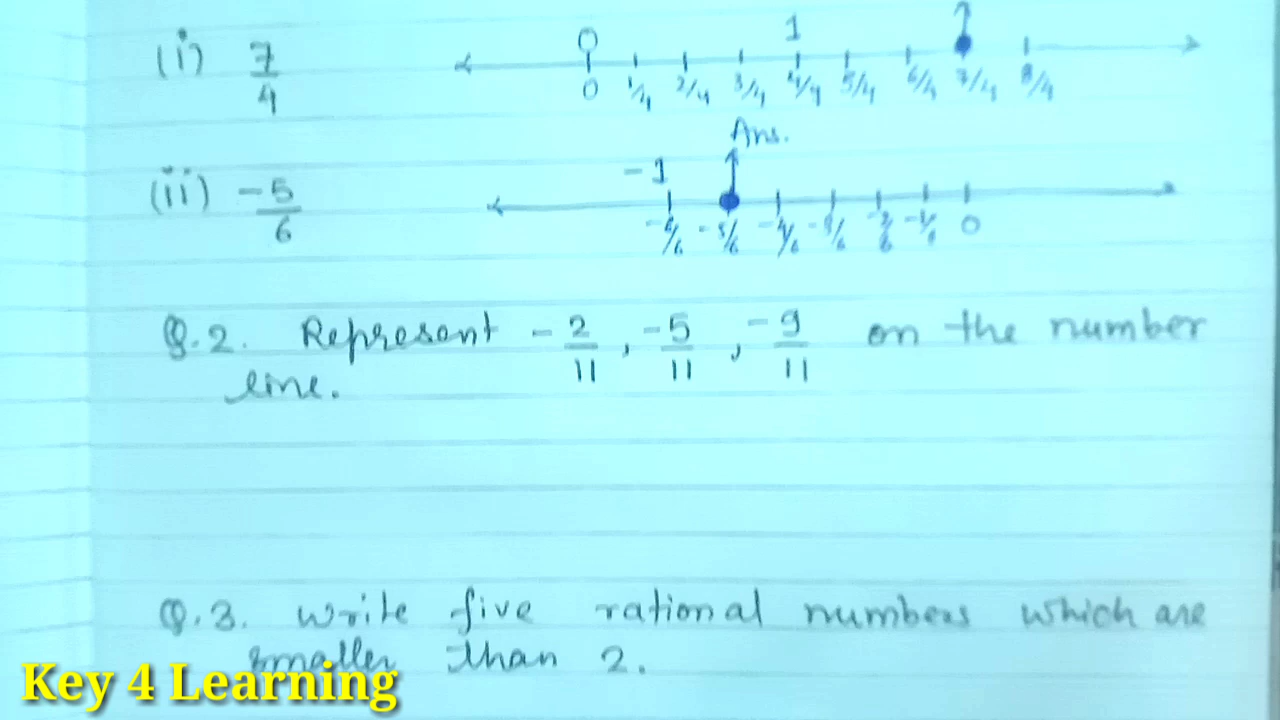 (i) 7/4 0 1
0 1/4 2/4 3/4 4/4 5/4 6/4 7/4 8/4
Ans.
(ii) -5/6 -1
-6/6 -5/6 -4/6 -3/6 -2/6 -1/6 0
Q.2. Represent -2/11, -5/11, -9/11 on the number
line.
Q.3. Write five rational numbers which are
smaller than 2.
Key 4 Learning